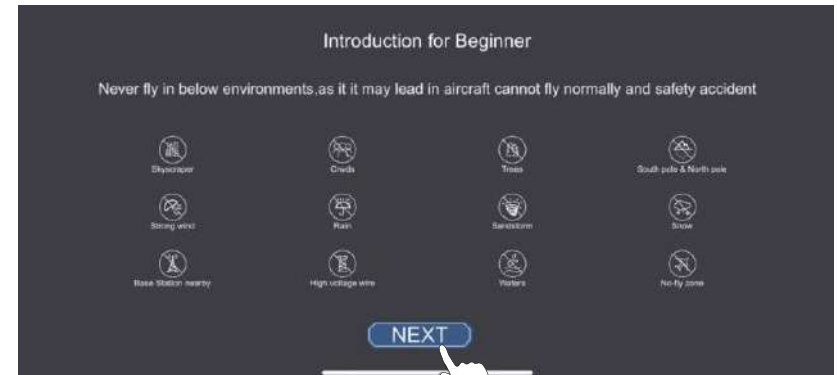 Introduction for Beginner
Never fly in below environments,as it it may lead in aircraft cannot fly normally and safety accident
Skyscraper
Crwds
Trees
South pole & North pole
Strong wind
Rain
Sandstorm
Snow
Base Station nearby
High voltage wire
Waters
No-fly zone
NEXT